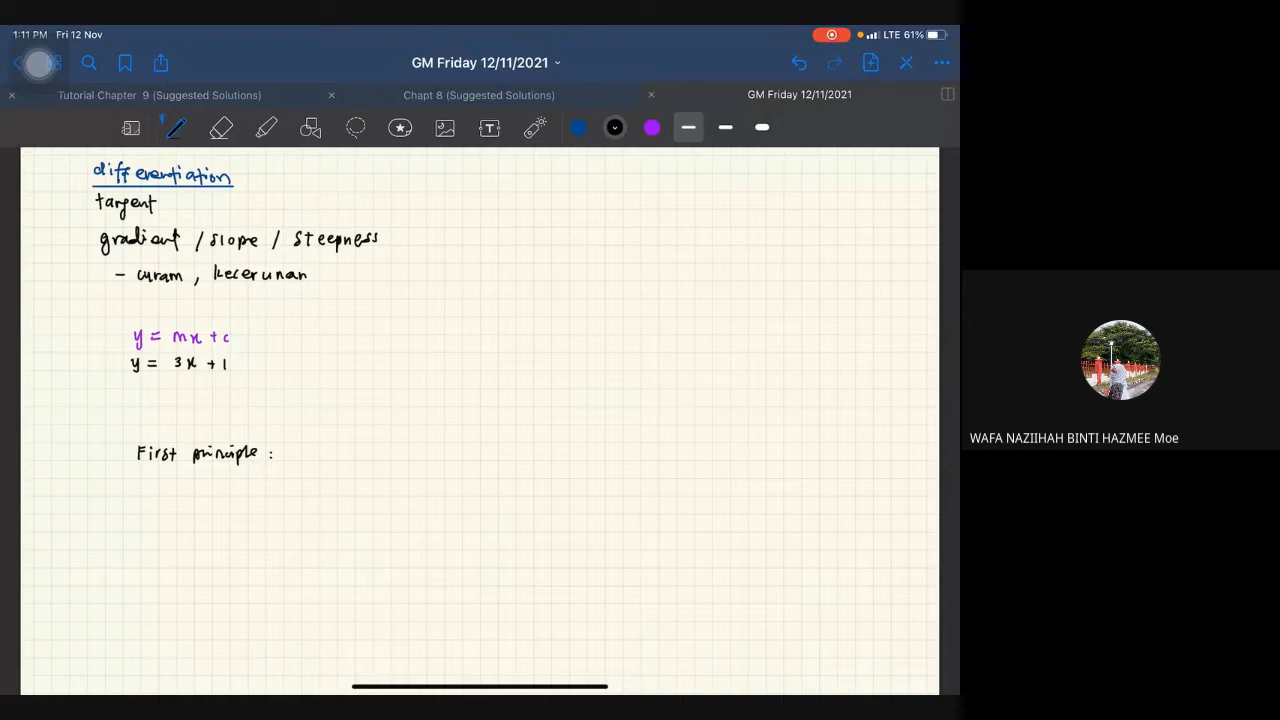 1:11 PM Fri 12 Nov
LTE 61%
GM Friday 12/11/2021
Tutorial Chapter 9 (Suggested Solutions)
Chapt 8 (Suggested Solutions)
GM Friday 12/11/2021
differentiation
tangent
gradient / slope / steepness
- curam , kecerunan
y = mx + c
y = 3x + 1
First principle :
WAFA NAZIIHAH BINTI HAZMEE Moe